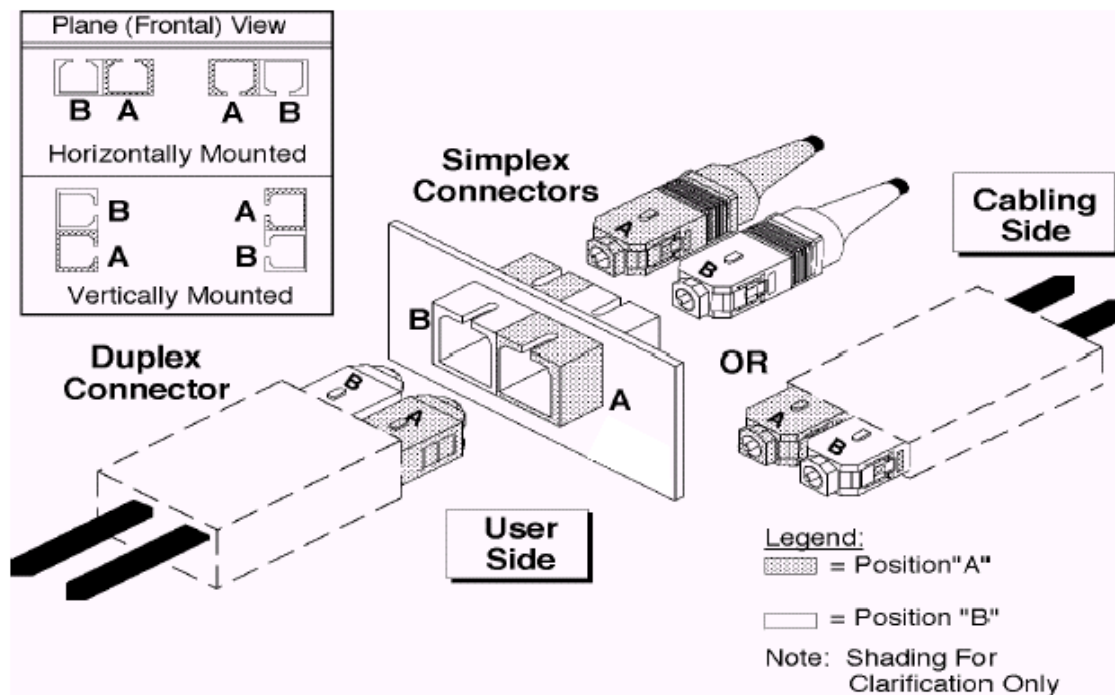 Plane (Frontal) View
B A A B
Horizontally Mounted
B A
A B
Vertically Mounted
Simplex
Connectors
A
B
Cabling
Side
B
A
Duplex
Connector
B
A
OR
A
B
User
Side
Legend:
= Position"A"
= Position "B"
Note: Shading For
Clarification Only